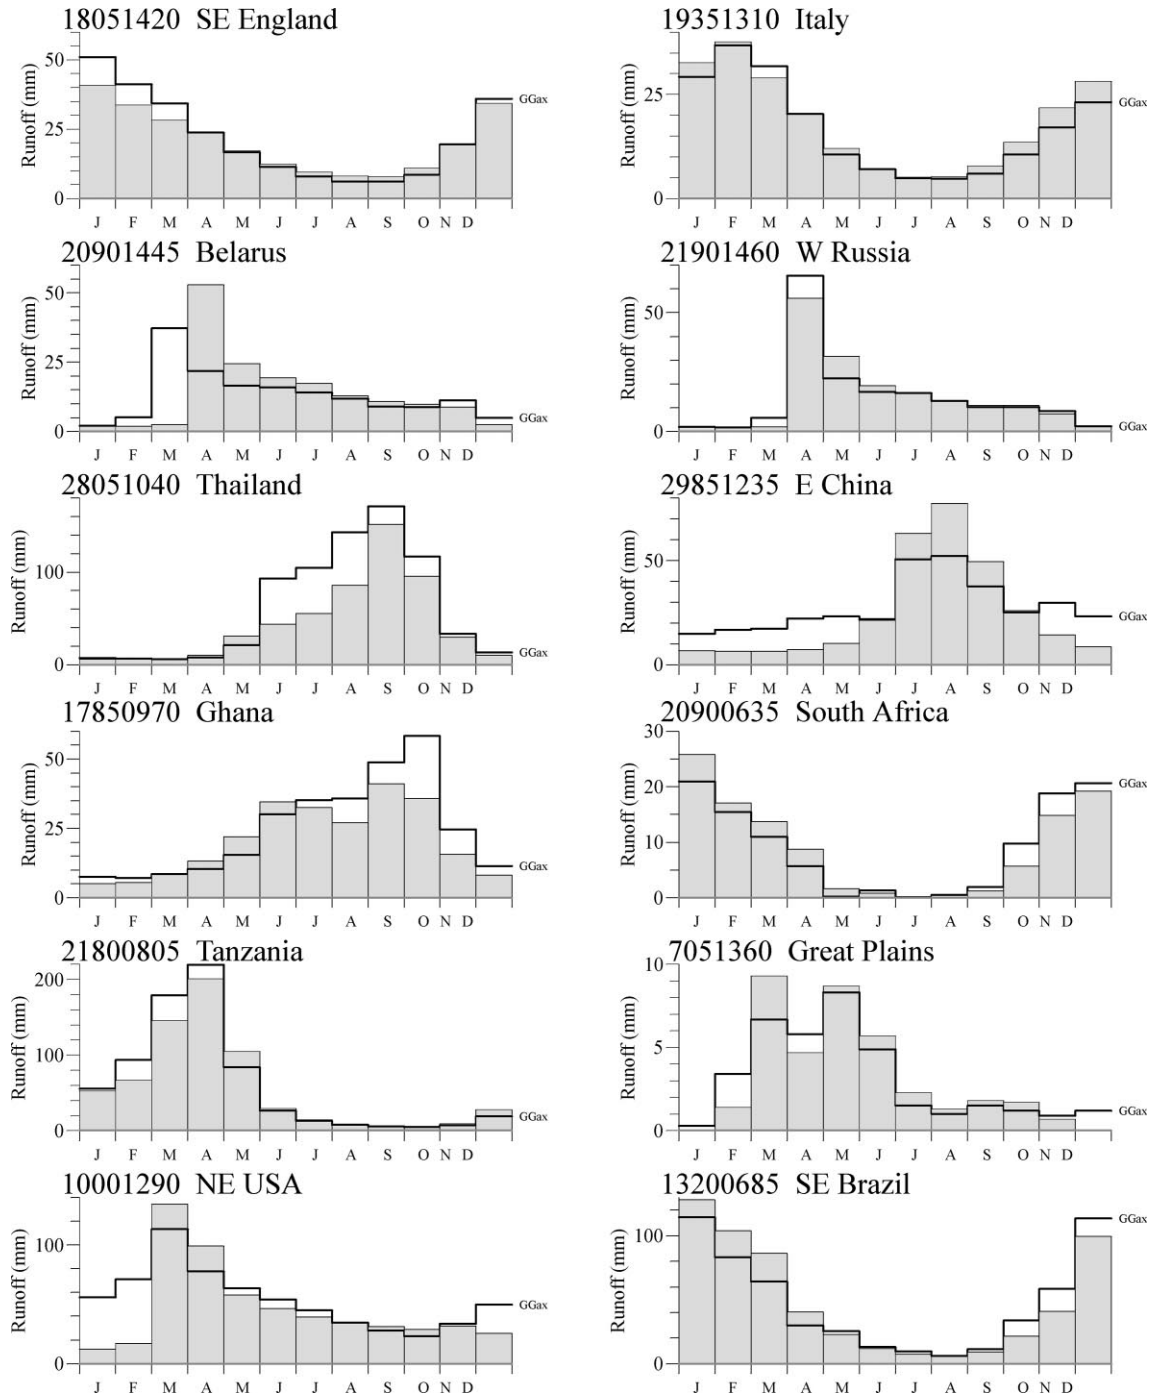 18051420 SE England
Runoff (mm)
50
25
0
GGax
J F M A M J J A S O N D
19351310 Italy
Runoff (mm)
25
0
GGax
J F M A M J J A S O N D
20901445 Belarus
Runoff (mm)
50
25
0
GGax
J F M A M J J A S O N D
21901460 W Russia
Runoff (mm)
50
0
GGax
J F M A M J J A S O N D
28051040 Thailand
Runoff (mm)
100
0
GGax
J F M A M J J A S O N D
29851235 E China
Runoff (mm)
50
0
GGax
J F M A M J J A S O N D
17850970 Ghana
Runoff (mm)
50
25
0
GGax
J F M A M J J A S O N D
20900635 South Africa
Runoff (mm)
30
20
10
0
GGax
J F M A M J J A S O N D
21800805 Tanzania
Runoff (mm)
200
100
0
GGax
J F M A M J J A S O N D
7051360 Great Plains
Runoff (mm)
10
5
0
GGax
J F M A M J J A S O N D
10001290 NE USA
Runoff (mm)
100
0
GGax
J F M A M J J A S O N D
13200685 SE Brazil
Runoff (mm)
100
0
GGax
J F M A M J J A S O N D